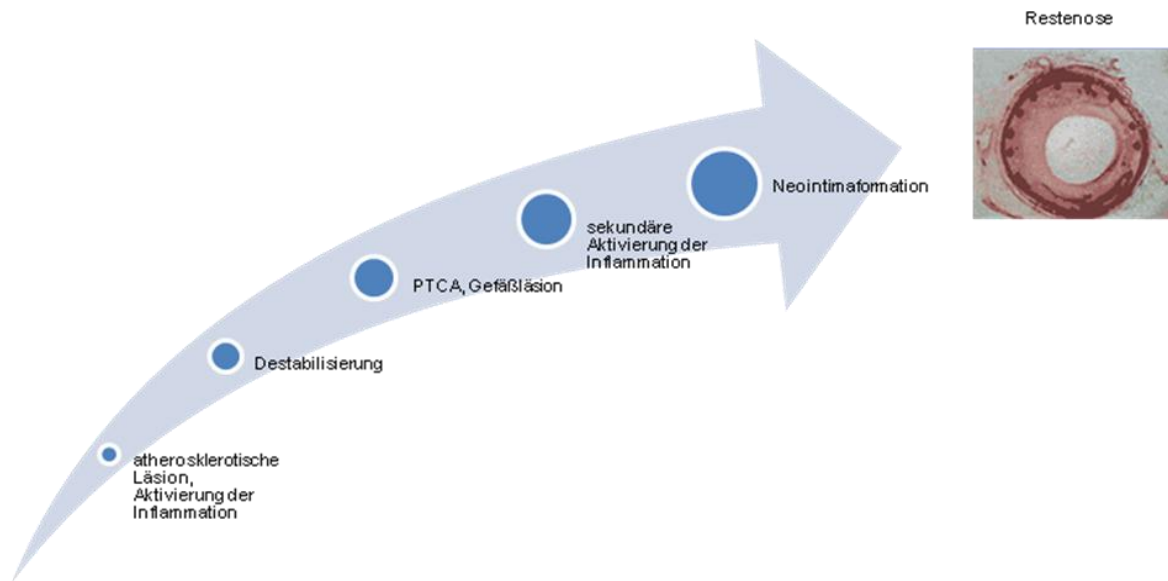 Restenose
Neointimaformation
sekundäre
Aktivierung der
Inflammation
PTCA, Gefäßläsion
Destabilisierung
atherosklerotische
Läsion,
Aktivierung der
Inflammation